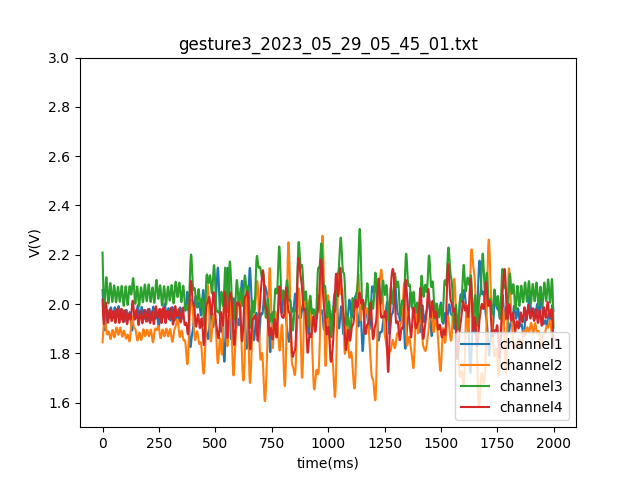 gesture3_2023_05_29_05_45_01.txt
3.0
2.8
2.6
2.4
2.2
2.0
1.8
1.6
V(V)
channel1
channel2
channel3
channel4
0 250 500 750 1000 1250 1500 1750 2000
time(ms)